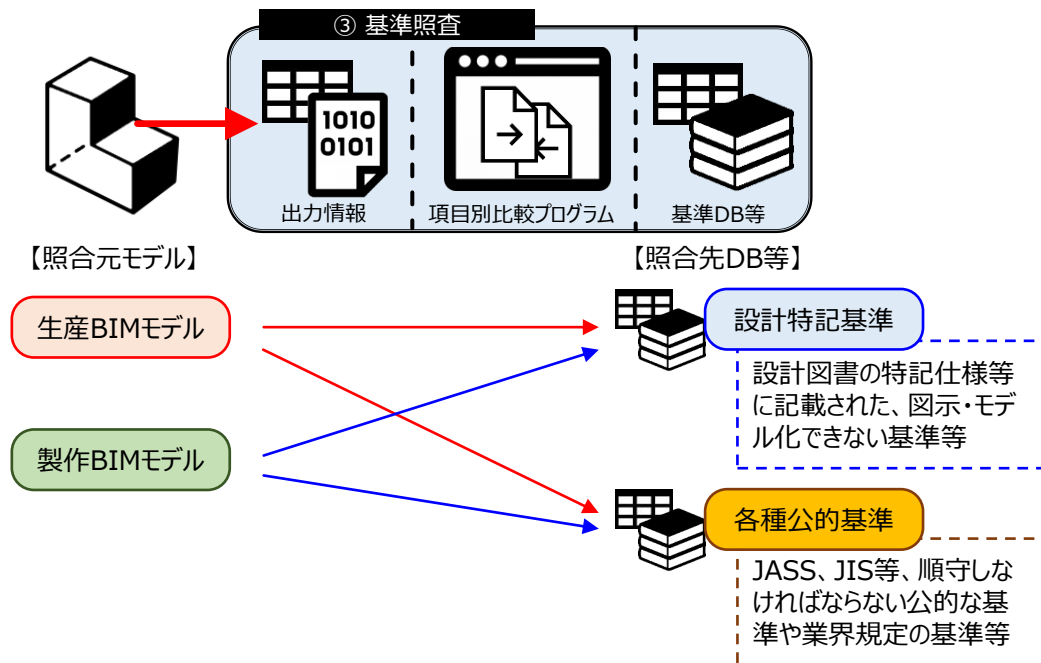 ③ 基準照査
1010
0101
出力情報
項目別比較プログラム
基準DB等
【照合元モデル】
【照合先DB等】
生産BIMモデル
設計特記基準
設計図書の特記仕様等
に記載された、図示・モデ
ル化できない基準等
製作BIMモデル
各種公的基準
JASS、JIS等、順守しな
ければならない公的な基
準や業界規定の基準等